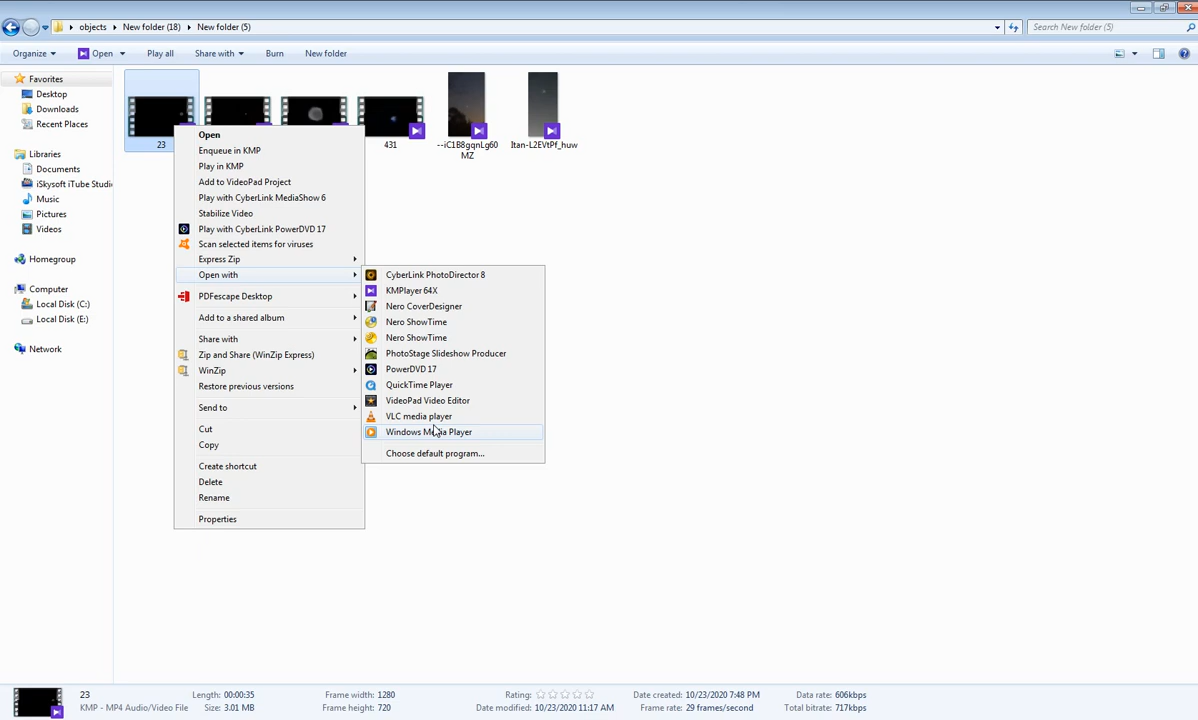 objects ▸ New folder (18) ▸ New folder (5)
Search New folder (5)
Organize
Open
Play all
Share with
Burn
New folder
Favorites
Desktop
Downloads
Recent Places
Libraries
Documents
iSkysoft iTube Studi
Music
Pictures
Videos
Homegroup
Computer
Local Disk (C:)
Local Disk (E:)
Network
23
431
--iC1B8gqnLg60
MZ
Itan-L2EVtPf_huw
Open
Enqueue in KMP
Play in KMP
Add to VideoPad Project
Play with CyberLink MediaShow 6
Stabilize Video
Play with CyberLink PowerDVD 17
Scan selected items for viruses
Express Zip
Open with
PDFescape Desktop
Add to a shared album
Share with
Zip and Share (WinZip Express)
WinZip
Restore previous versions
Send to
Cut
Copy
Create shortcut
Delete
Rename
Properties
CyberLink PhotoDirector 8
KMPlayer 64X
Nero CoverDesigner
Nero ShowTime
Nero ShowTime
PhotoStage Slideshow Producer
PowerDVD 17
QuickTime Player
VideoPad Video Editor
VLC media player
Windows Media Player
Choose default program...
23
KMP - MP4 Audio/Video File
Length: 00:00:35
Size: 3.01 MB
Frame width: 1280
Frame height: 720
Rating: ☆☆☆☆☆
Date modified: 10/23/2020 11:17 AM
Date created: 10/23/2020 7:48 PM
Frame rate: 29 frames/second
Data rate: 606kbps
Total bitrate: 717kbps